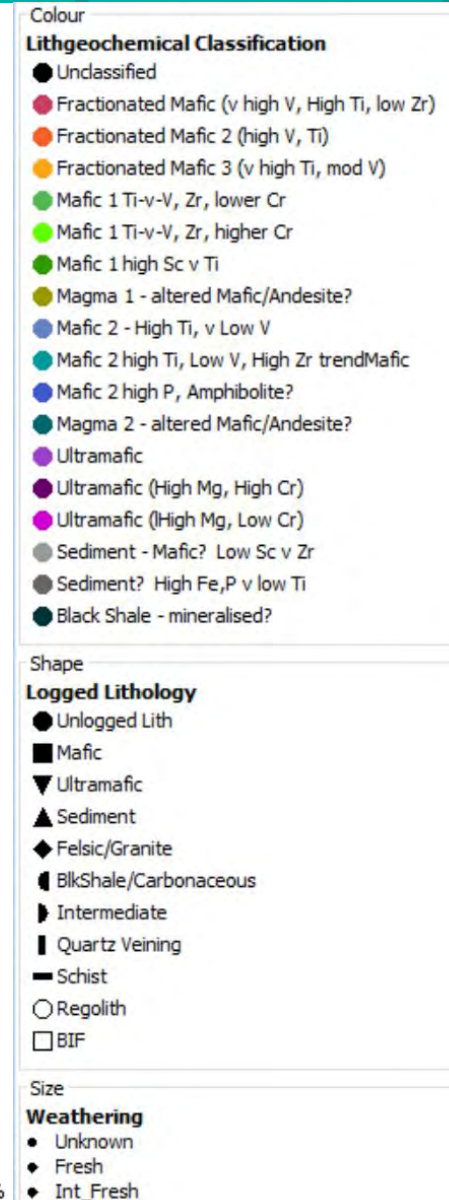 Colour
Lithgeochemical Classification
Unclassified
Fractionated Mafic (v high V, High Ti, low Zr)
Fractionated Mafic 2 (high V, Ti)
Fractionated Mafic 3 (v high Ti, mod V)
Mafic 1 Ti-v-V, Zr, lower Cr
Mafic 1 Ti-v-V, Zr, higher Cr
Mafic 1 high Sc v Ti
Magma 1 - altered Mafic/Andesite?
Mafic 2 - High Ti, v Low V
Mafic 2 high Ti, Low V, High Zr trendMafic
Mafic 2 high P, Amphibolite?
Magma 2 - altered Mafic/Andesite?
Ultramafic
Ultramafic (High Mg, High Cr)
Ultramafic (lHigh Mg, Low Cr)
Sediment - Mafic? Low Sc v Zr
Sediment? High Fe,P v low Ti
Black Shale - mineralised?
Shape
Logged Lithology
Unlogged Lith
Mafic
Ultramafic
Sediment
Felsic/Granite
BlkShale/Carbonaceous
Intermediate
Quartz Veining
Schist
Regolith
BIF
Size
Weathering
Unknown
Fresh
Int_Fresh